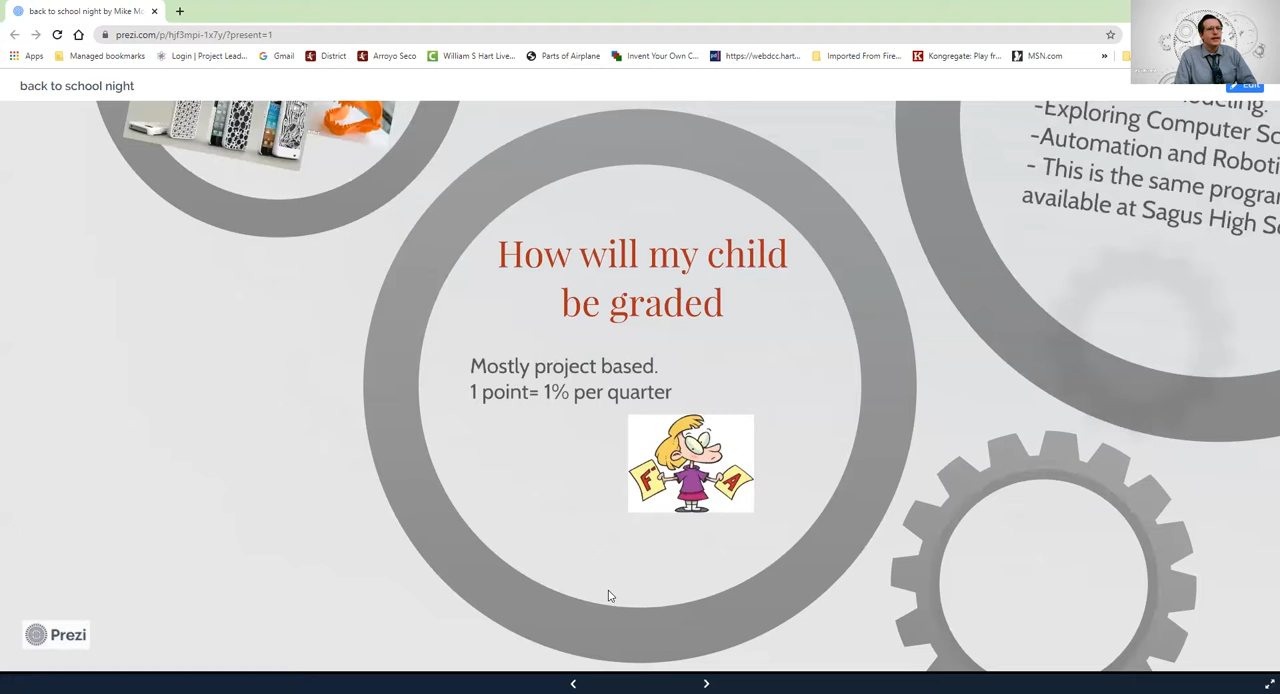 back to school night by Mike Mc
prezi.com/p/hjf3mpi-1x7y/?present=1
Apps
Managed bookmarks
Login | Project Lead...
Gmail
District
Arroyo Seco
William S Hart Live...
Parts of Airplane
Invent Your Own C...
https://webdcc.hart...
Imported From Fire...
Kongregate: Play fr...
MSN.com
»
back to school night
Edit
-Exploring Computer Sc
-Automation and Roboti
- This is the same progra
available at Sagus High Sc
How will my child
be graded
Mostly project based.
1 point= 1% per quarter
F-
A
Prezi